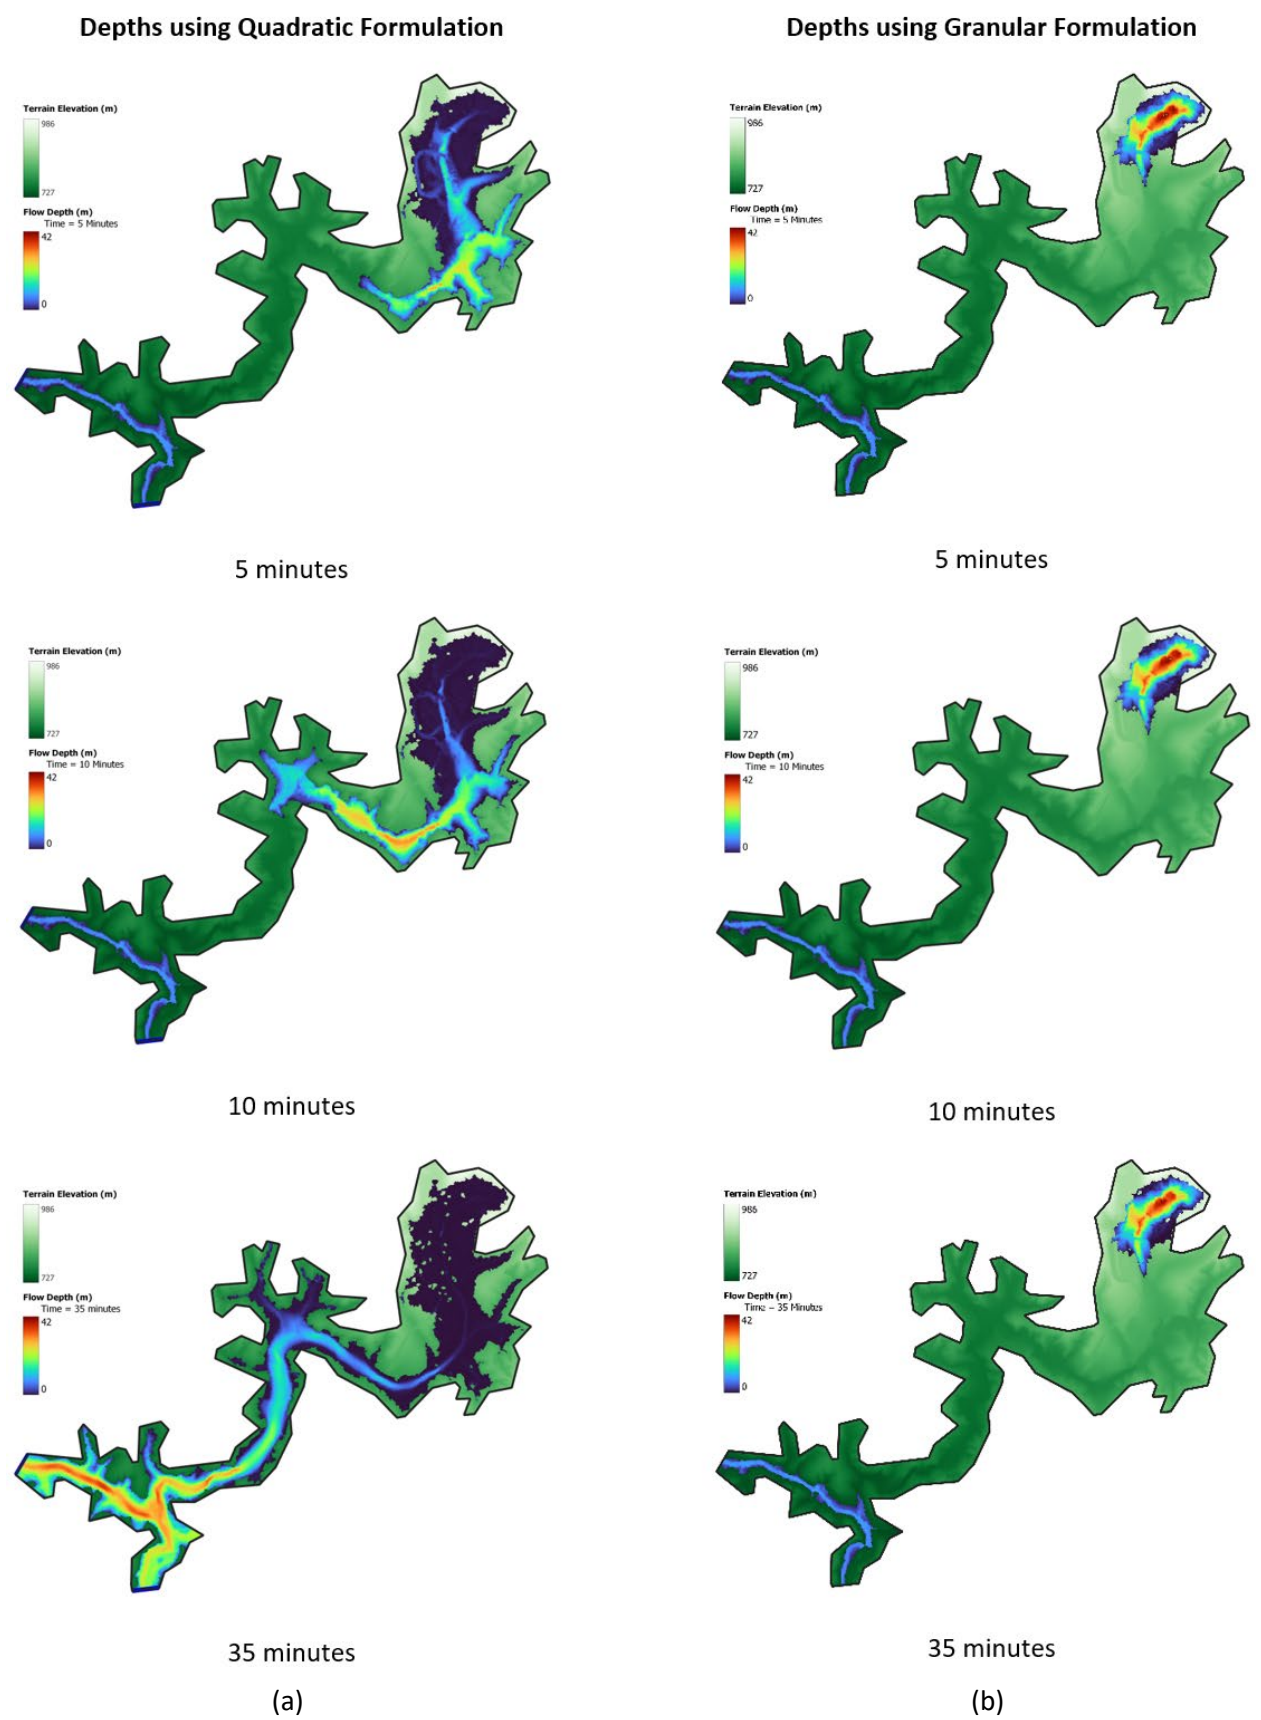 Depths using Quadratic Formulation
Depths using Granular Formulation
Terrain Elevation (m)
986
727
Flow Depth (m)
Time = 5 Minutes
42
0
5 minutes
Terrain Elevation (m)
986
727
Flow Depth (m)
Time = 5 Minutes
42
0
5 minutes
Terrain Elevation (m)
986
727
Flow Depth (m)
Time = 10 Minutes
42
0
10 minutes
Terrain Elevation (m)
986
727
Flow Depth (m)
Time = 10 Minutes
42
0
10 minutes
Terrain Elevation (m)
986
727
Flow Depth (m)
Time = 35 minutes
42
0
35 minutes
(a)
Terrain Elevation (m)
986
727
Flow Depth (m)
Time = 35 Minutes
42
0
35 minutes
(b)